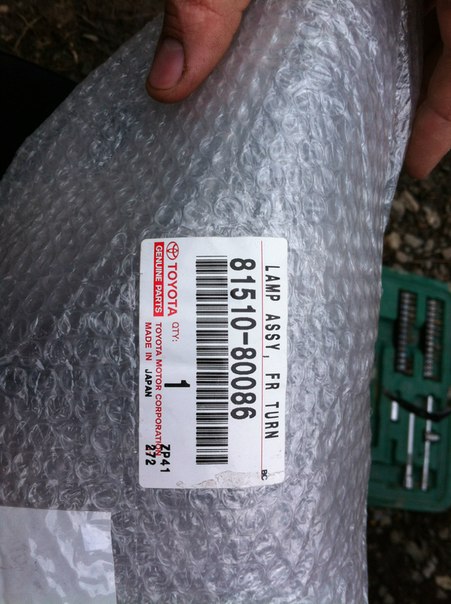 LAMP ASSY, FR TURN
81510-80086
BC
TOYOTA
GENUINE PARTS
QTY:
1
TOYOTA MOTOR CORPORATION
MADE IN JAPAN
ZP41
272